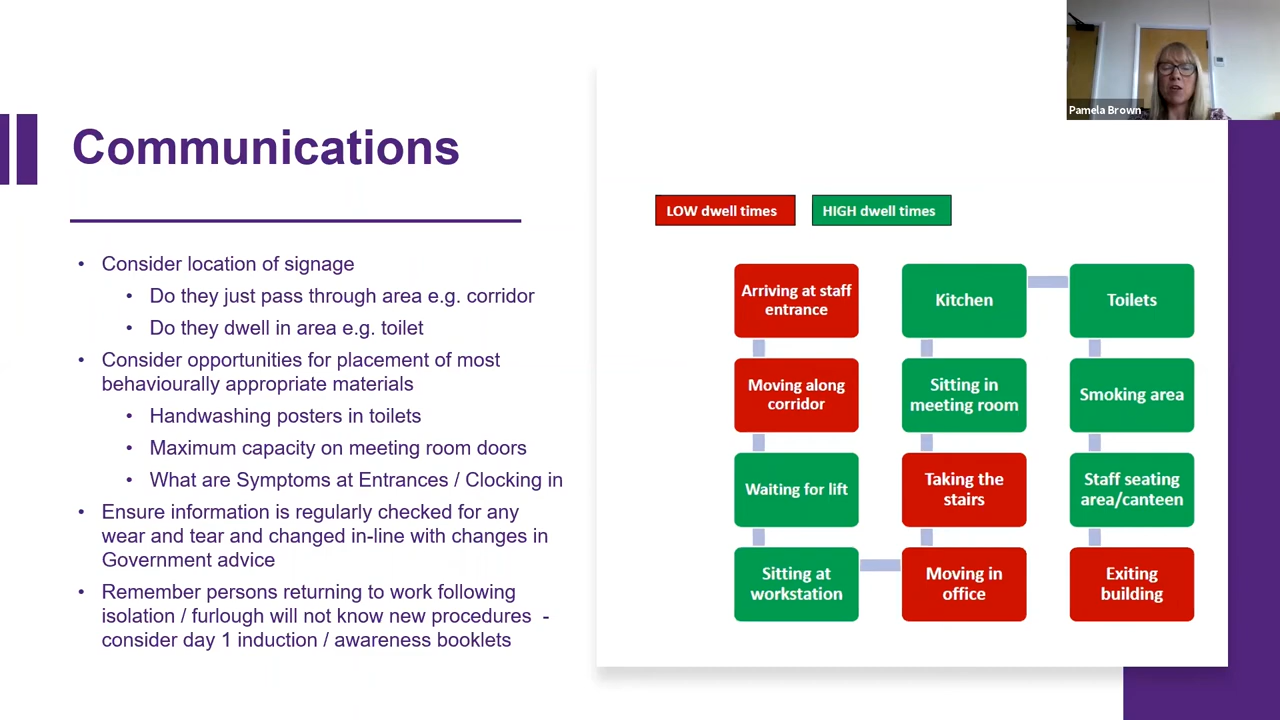 Pamela Brown
Communications
• Consider location of signage
• Do they just pass through area e.g. corridor
• Do they dwell in area e.g. toilet
• Consider opportunities for placement of most
behaviourally appropriate materials
• Handwashing posters in toilets
• Maximum capacity on meeting room doors
• What are Symptoms at Entrances / Clocking in
• Ensure information is regularly checked for any
wear and tear and changed in-line with changes in
Government advice
• Remember persons returning to work following
isolation / furlough will not know new procedures -
consider day 1 induction / awareness booklets
LOW dwell times
HIGH dwell times
Arriving at staff
entrance
Moving along
corridor
Waiting for lift
Sitting at
workstation
Moving in
office
Taking the
stairs
Sitting in
meeting room
Kitchen
Toilets
Smoking area
Staff seating
area/canteen
Exiting
building